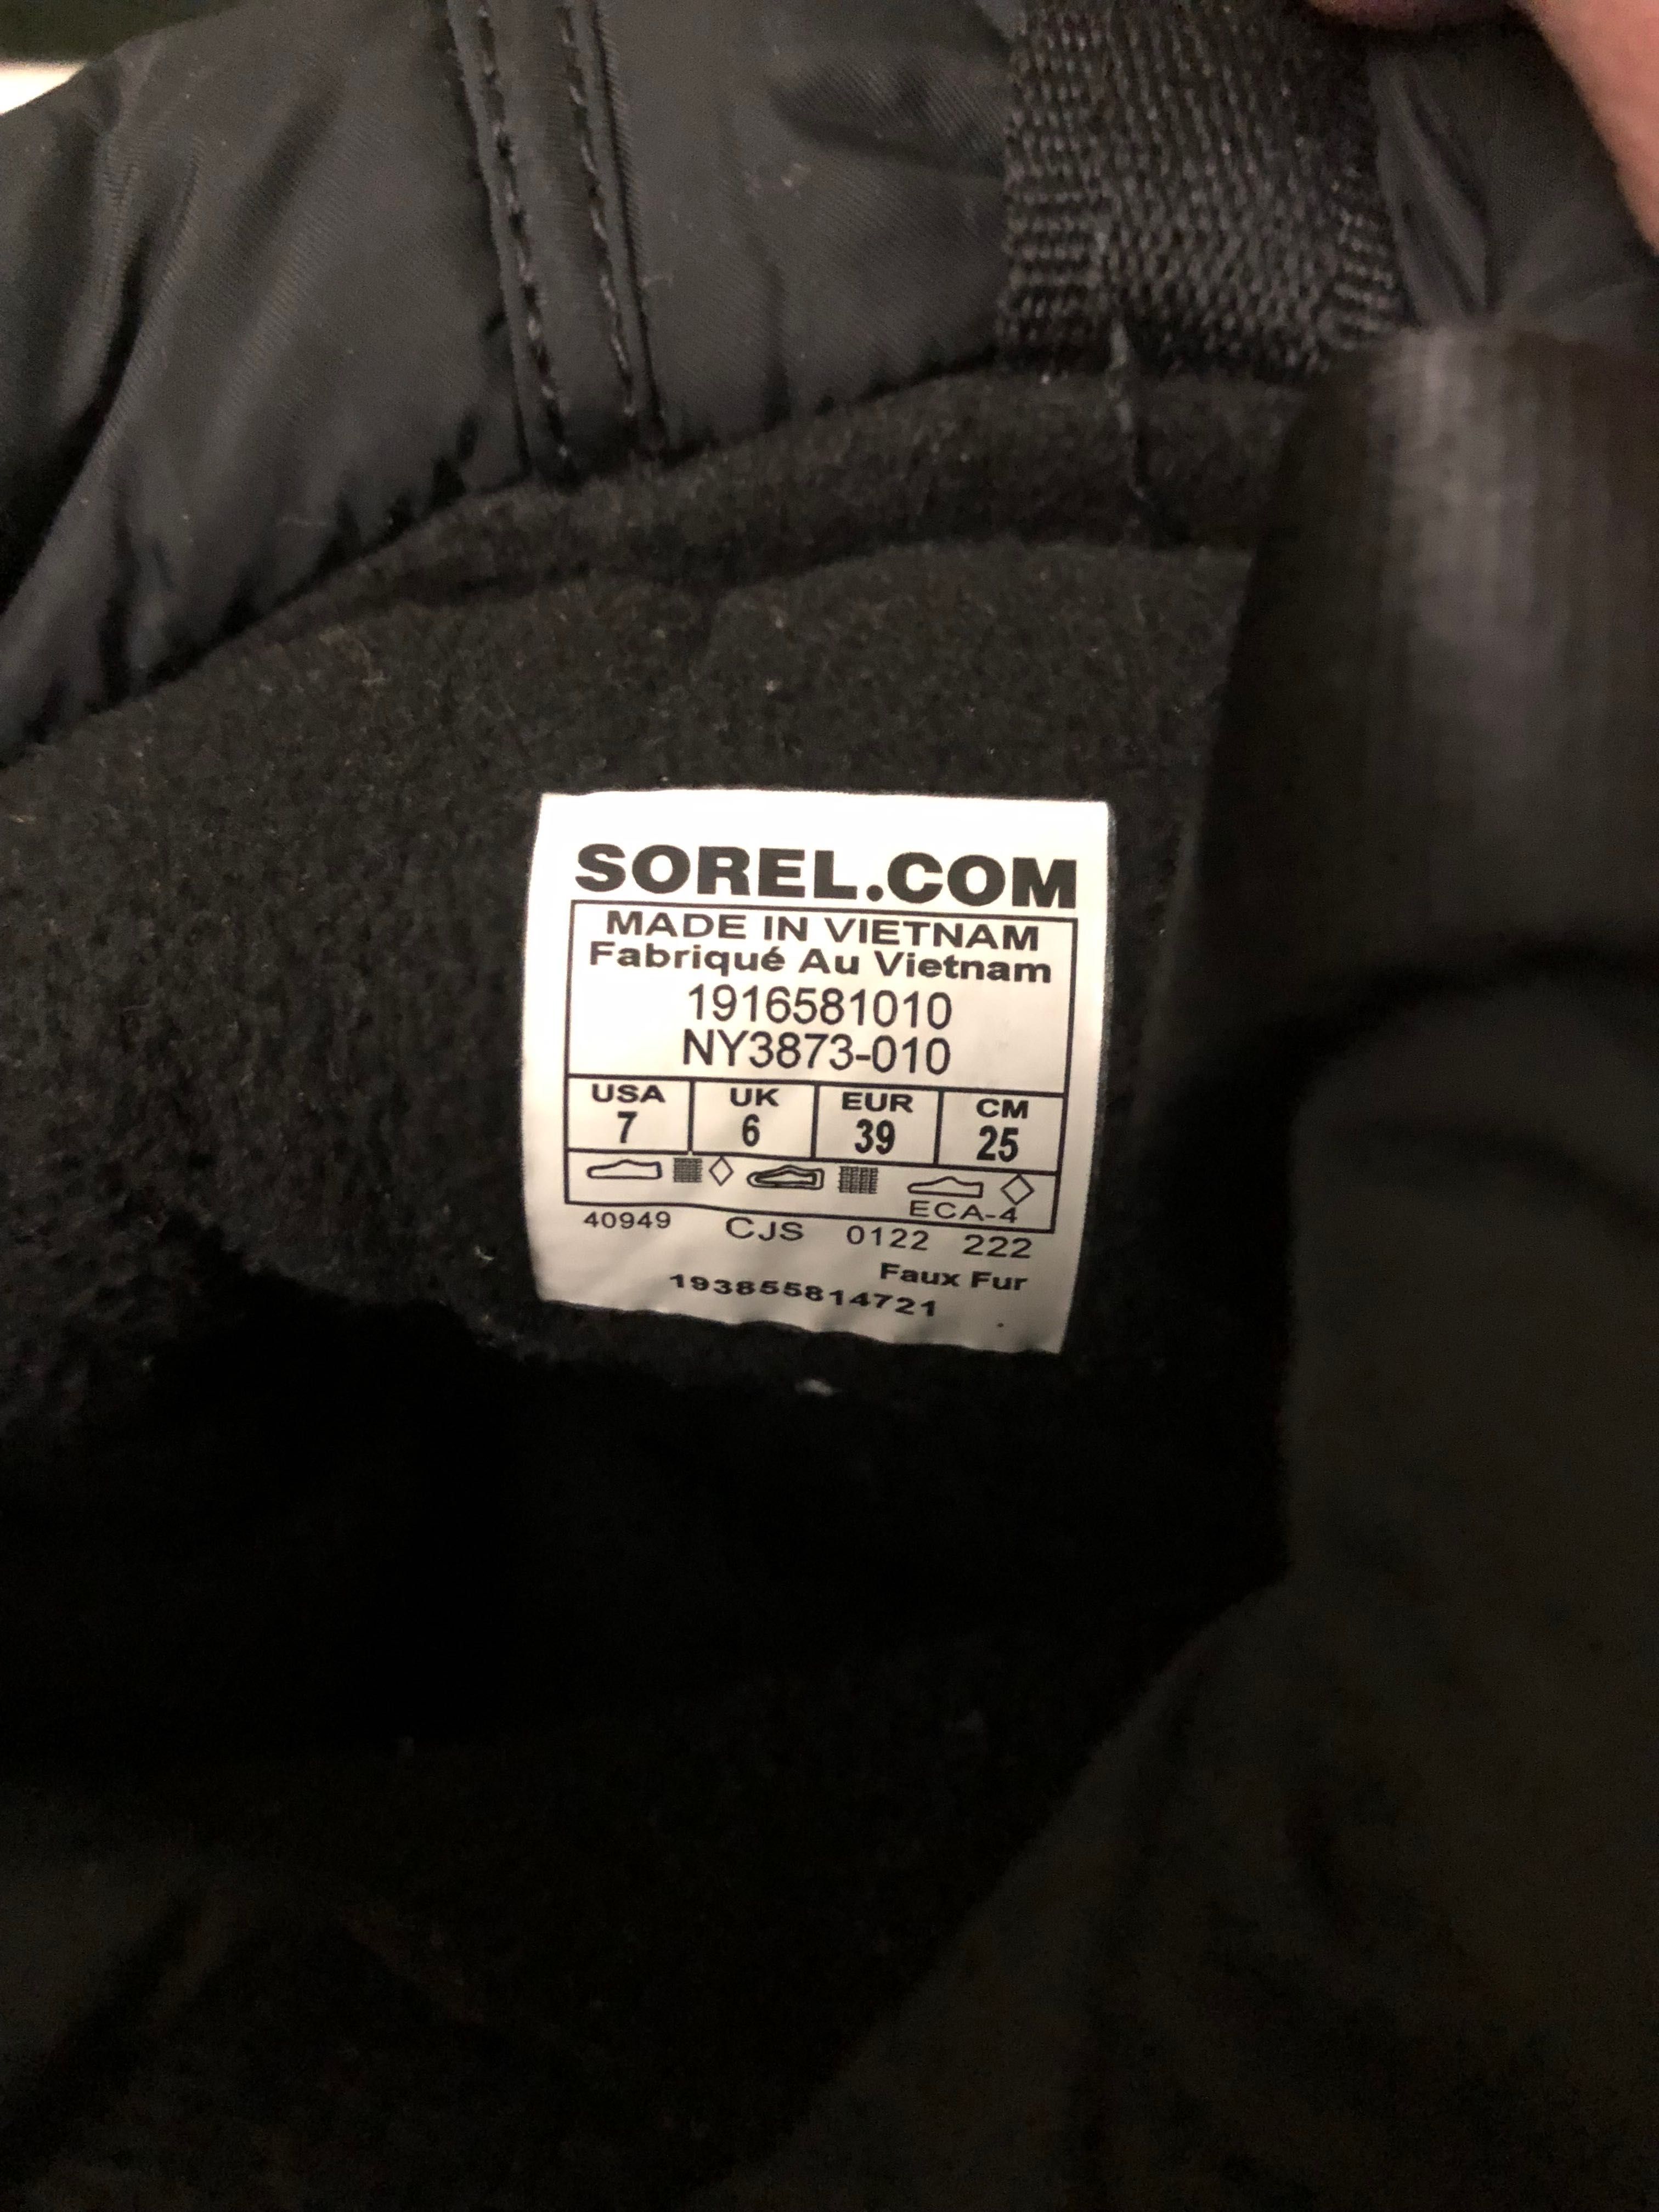 SOREL.COM
MADE IN VIETNAM
Fabriqué Au Vietnam
1916581010
NY3873-010
USA UK EUR CM
7 6 39 25
ECA-4
40949 CJS 0122 222
Faux Fur
193855814721